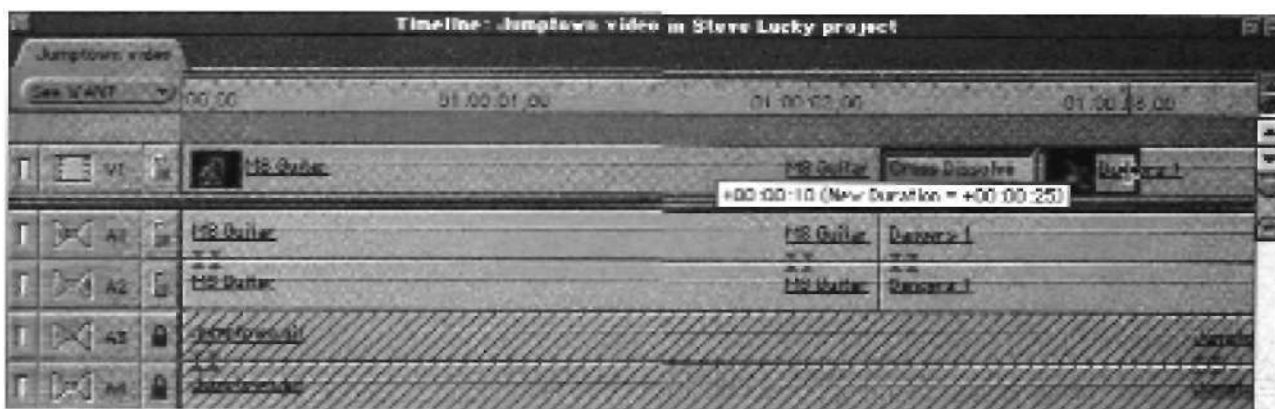 Timeline: Jumptown video in Steve Lucky project
Jumptown video
00;00 01:00:01;00 01:00:02;00
V1 MS Guitar MS Guitar Cross Dissolve Dancers 1
+00:00:10 (New Duration = +00:00:25)
MS Guitar MS Guitar Dancers 1
A2 MS Guitar MS Guitar Dancers 1
A3
A4